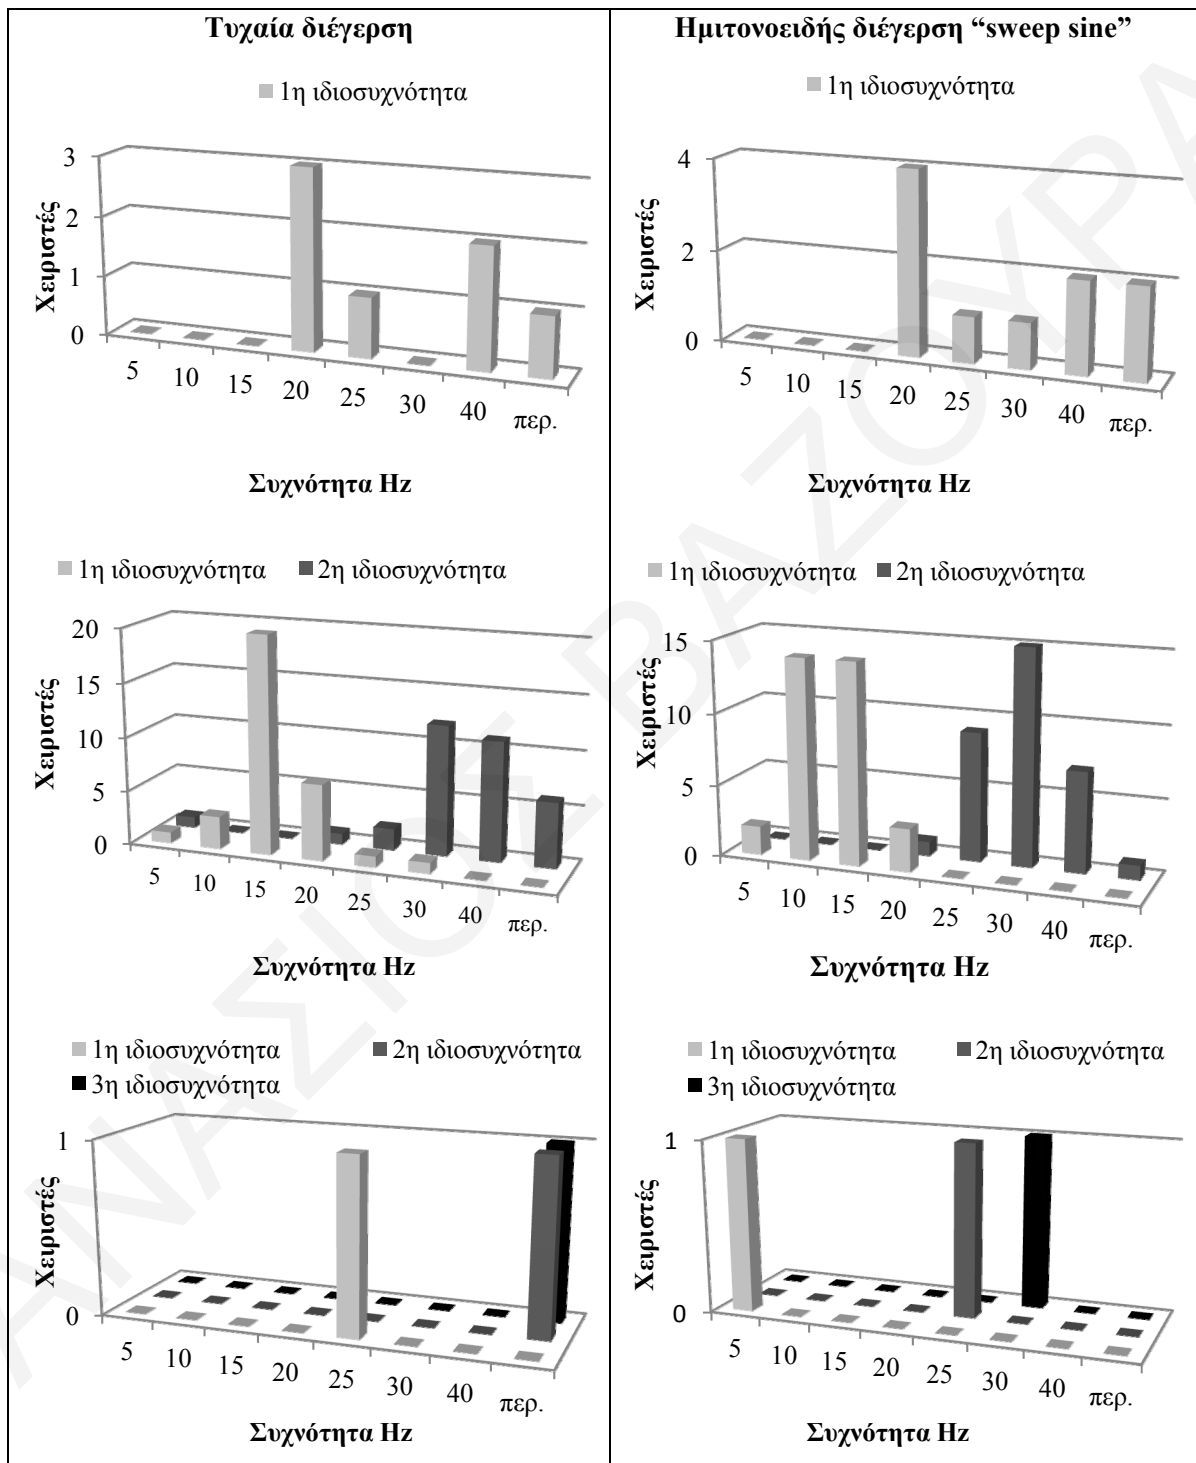 Τυχαία διέγερση
Ημιτονοειδής διέγερση “sweep sine”
1η ιδιοσυχνότητα
3
2
1
0
Χειριστές
5 10 15 20 25 30 40 περ.
Συχνότητα Hz
1η ιδιοσυχνότητα
4
2
0
Χειριστές
5 10 15 20 25 30 40 περ.
Συχνότητα Hz
1η ιδιοσυχνότητα 2η ιδιοσυχνότητα
20
15
10
5
0
Χειριστές
5 10 15 20 25 30 40 περ.
Συχνότητα Hz
1η ιδιοσυχνότητα 2η ιδιοσυχνότητα
15
10
5
0
Χειριστές
5 10 15 20 25 30 40 περ.
Συχνότητα Hz
1η ιδιοσυχνότητα 2η ιδιοσυχνότητα
3η ιδιοσυχνότητα
1
0
Χειριστές
5 10 15 20 25 30 40 περ.
Συχνότητα Hz
1η ιδιοσυχνότητα 2η ιδιοσυχνότητα
3η ιδιοσυχνότητα
1
0
Χειριστές
5 10 15 20 25 30 40 περ.
Συχνότητα Hz